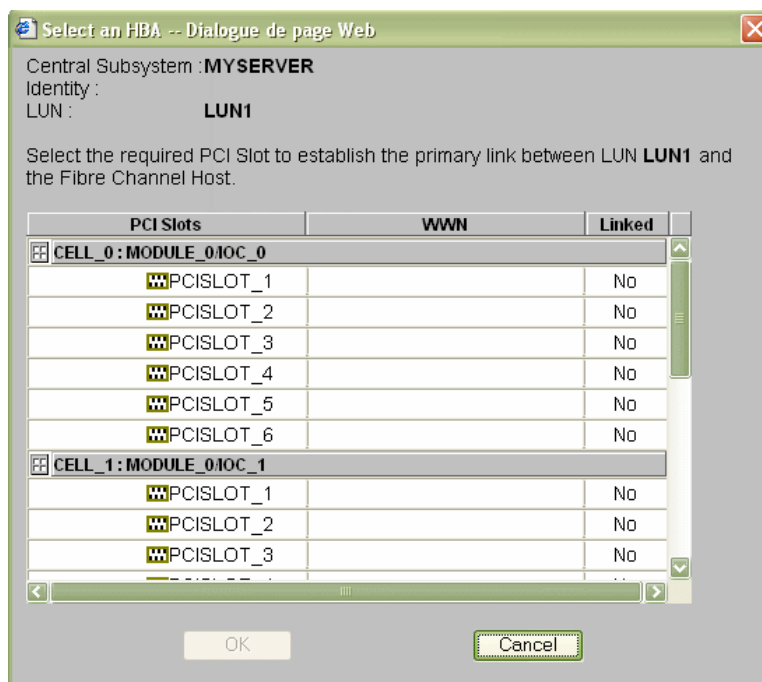 Select an HBA -- Dialogue de page Web
Central Subsystem : MYSERVER
Identity :
LUN : LUN1
Select the required PCI Slot to establish the primary link between LUN LUN1 and
the Fibre Channel Host.
PCI Slots WWN Linked
CELL_0 : MODULE_0/IOC_0
PCISLOT_1 No
PCISLOT_2 No
PCISLOT_3 No
PCISLOT_4 No
PCISLOT_5 No
PCISLOT_6 No
CELL_1 : MODULE_0/IOC_1
PCISLOT_1 No
PCISLOT_2 No
PCISLOT_3 No
OK Cancel